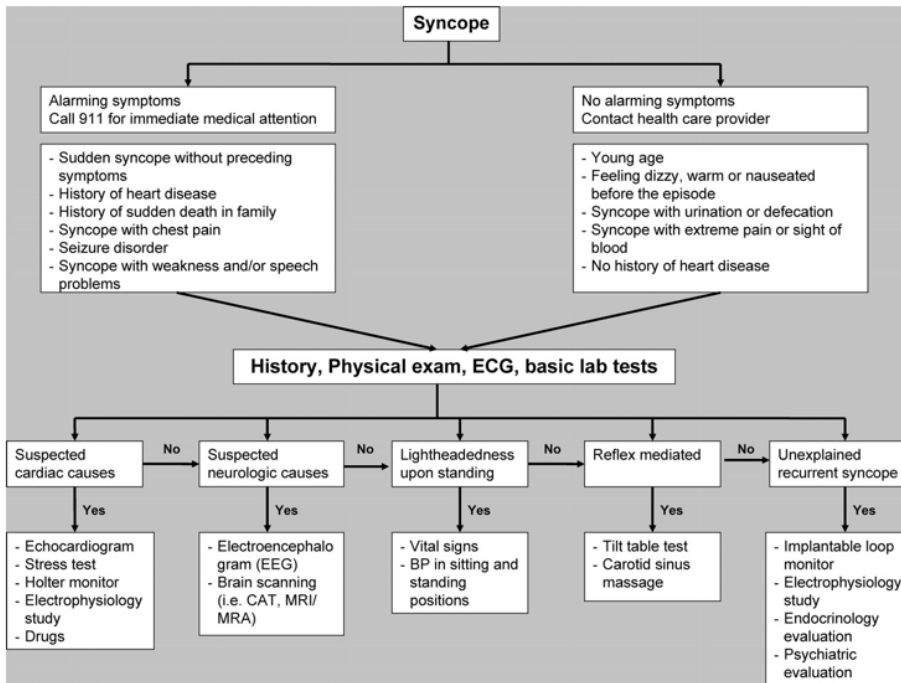 Syncope
Alarming symptoms
Call 911 for immediate medical attention
No alarming symptoms
Contact health care provider
- Sudden syncope without preceding
symptoms
- History of heart disease
- History of sudden death in family
- Syncope with chest pain
- Seizure disorder
- Syncope with weakness and/or speech
problems
- Young age
- Feeling dizzy, warm or nauseated
before the episode
- Syncope with urination or defecation
- Syncope with extreme pain or sight of
blood
- No history of heart disease
History, Physical exam, ECG, basic lab tests
Suspected
cardiac causes
No
Suspected
neurologic causes
No
Lightheadedness
upon standing
No
Reflex mediated
No
Unexplained
recurrent syncope
Yes
Yes
Yes
Yes
Yes
- Echocardiogram
- Stress test
- Holter monitor
- Electrophysiology
study
- Drugs
- Electroencephalo
gram (EEG)
- Brain scanning
(i.e. CAT, MRI/
MRA)
- Vital signs
- BP in sitting and
standing
positions
- Tilt table test
- Carotid sinus
massage
- Implantable loop
monitor
- Electrophysiology
study
- Endocrinology
evaluation
- Psychiatric
evaluation